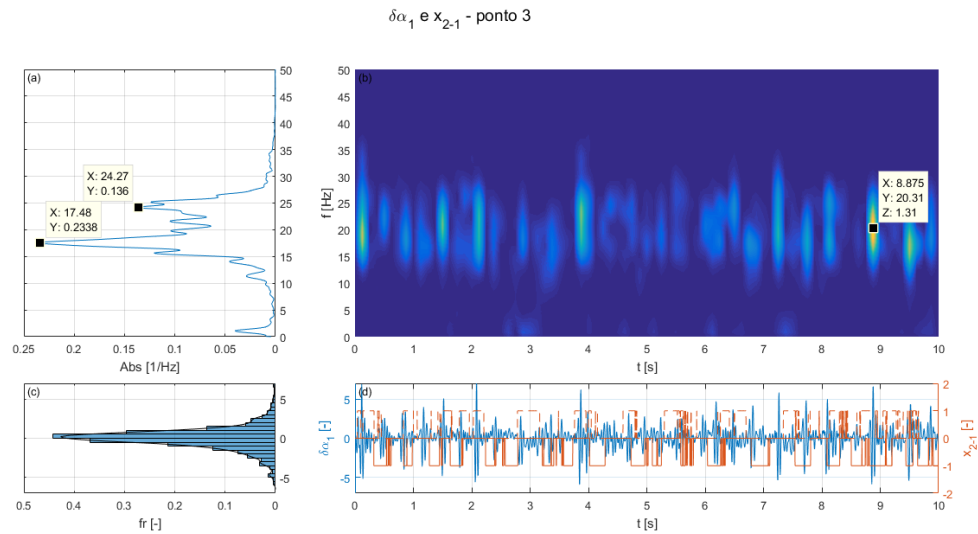 δα1 e x2-1 - ponto 3
(a)
50
45
40
35
30
25
20
15
10
5
0
X: 24.27
Y: 0.136
X: 17.48
Y: 0.2338
0.25 0.2 0.15 0.1 0.05 0
Abs [1/Hz]
(b)
50
45
40
35
30
25
20
15
10
5
0
f [Hz]
X: 8.875
Y: 20.31
Z: 1.31
0 1 2 3 4 5 6 7 8 9 10
t [s]
(c)
5
0
-5
0.5 0.4 0.3 0.2 0.1 0
fr [-]
(d)
5
0
-5
δα1 [-]
2
1
0
-1
-2
x2-1 [-]
0 1 2 3 4 5 6 7 8 9 10
t [s]